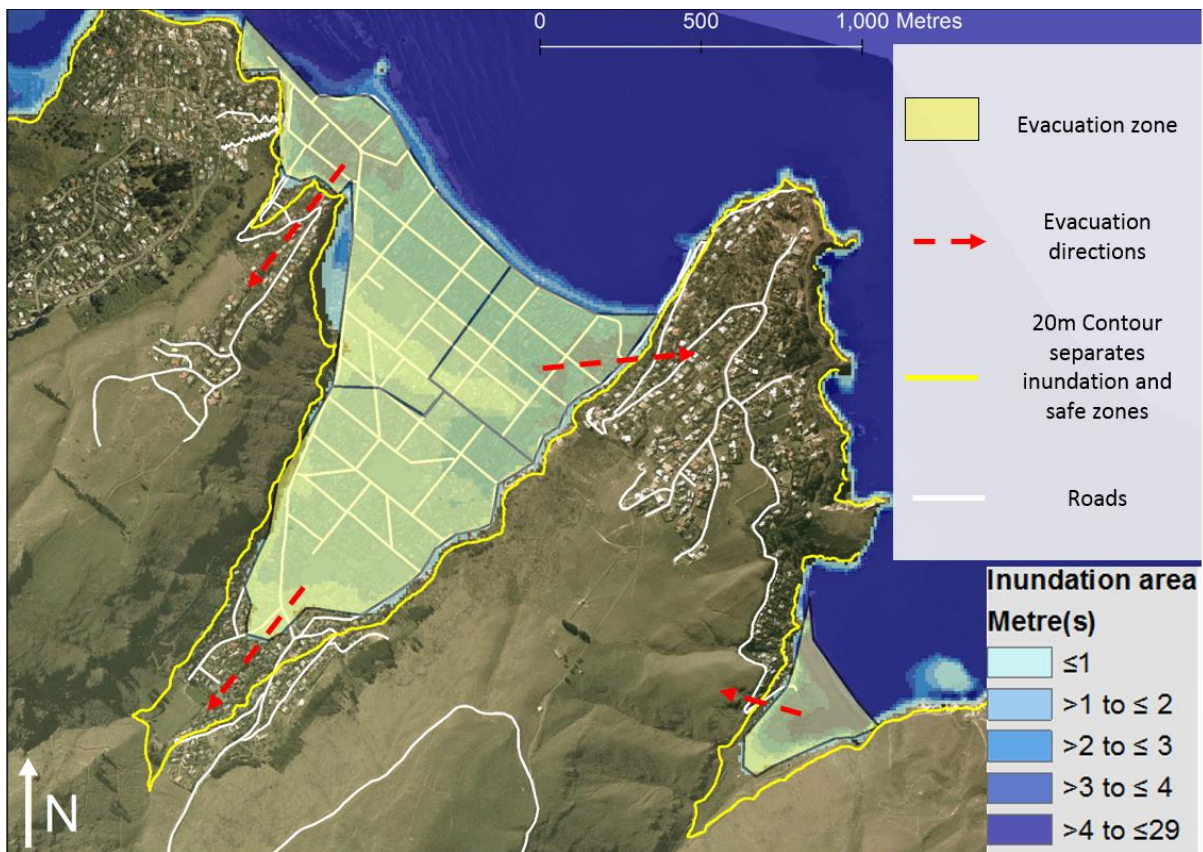 0 500 1,000 Metres
Evacuation zone
Evacuation
directions
20m Contour
separates
inundation and
safe zones
Roads
Inundation area
Metre(s)
≤1
>1 to ≤ 2
>2 to ≤ 3
>3 to ≤ 4
>4 to ≤29
N